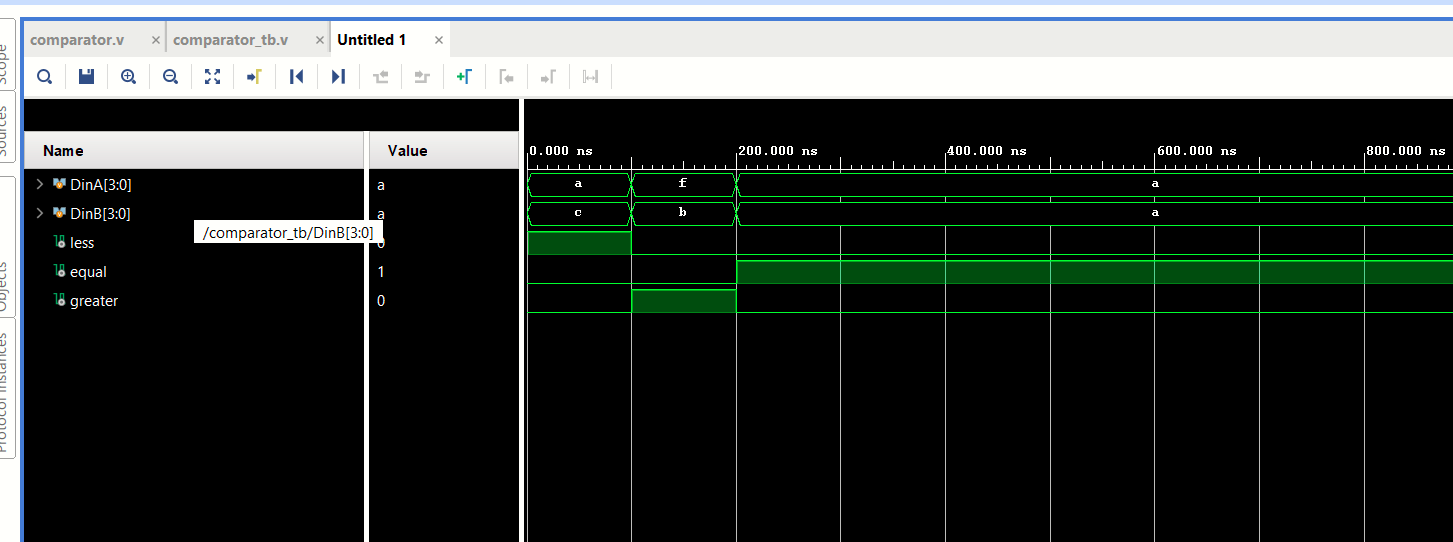 comparator.v
comparator_tb.v
Untitled 1
Scope
Sources
Objects
Protocol Instances
Name
Value
0.000 ns
200.000 ns
400.000 ns
600.000 ns
800.000 ns
DinA[3:0]
a
a
f
a
DinB[3:0]
a
c
b
a
/comparator_tb/DinB[3:0]
less
0
equal
1
greater
0